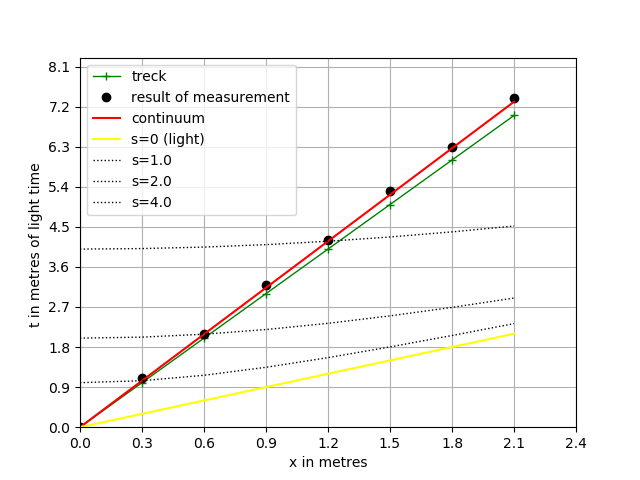 8.1
7.2
6.3
5.4
4.5
3.6
2.7
1.8
0.9
0.0
t in metres of light time
treck
result of measurement
continuum
s=0 (light)
s=1.0
s=2.0
s=4.0
0.0 0.3 0.6 0.9 1.2 1.5 1.8 2.1 2.4
x in metres